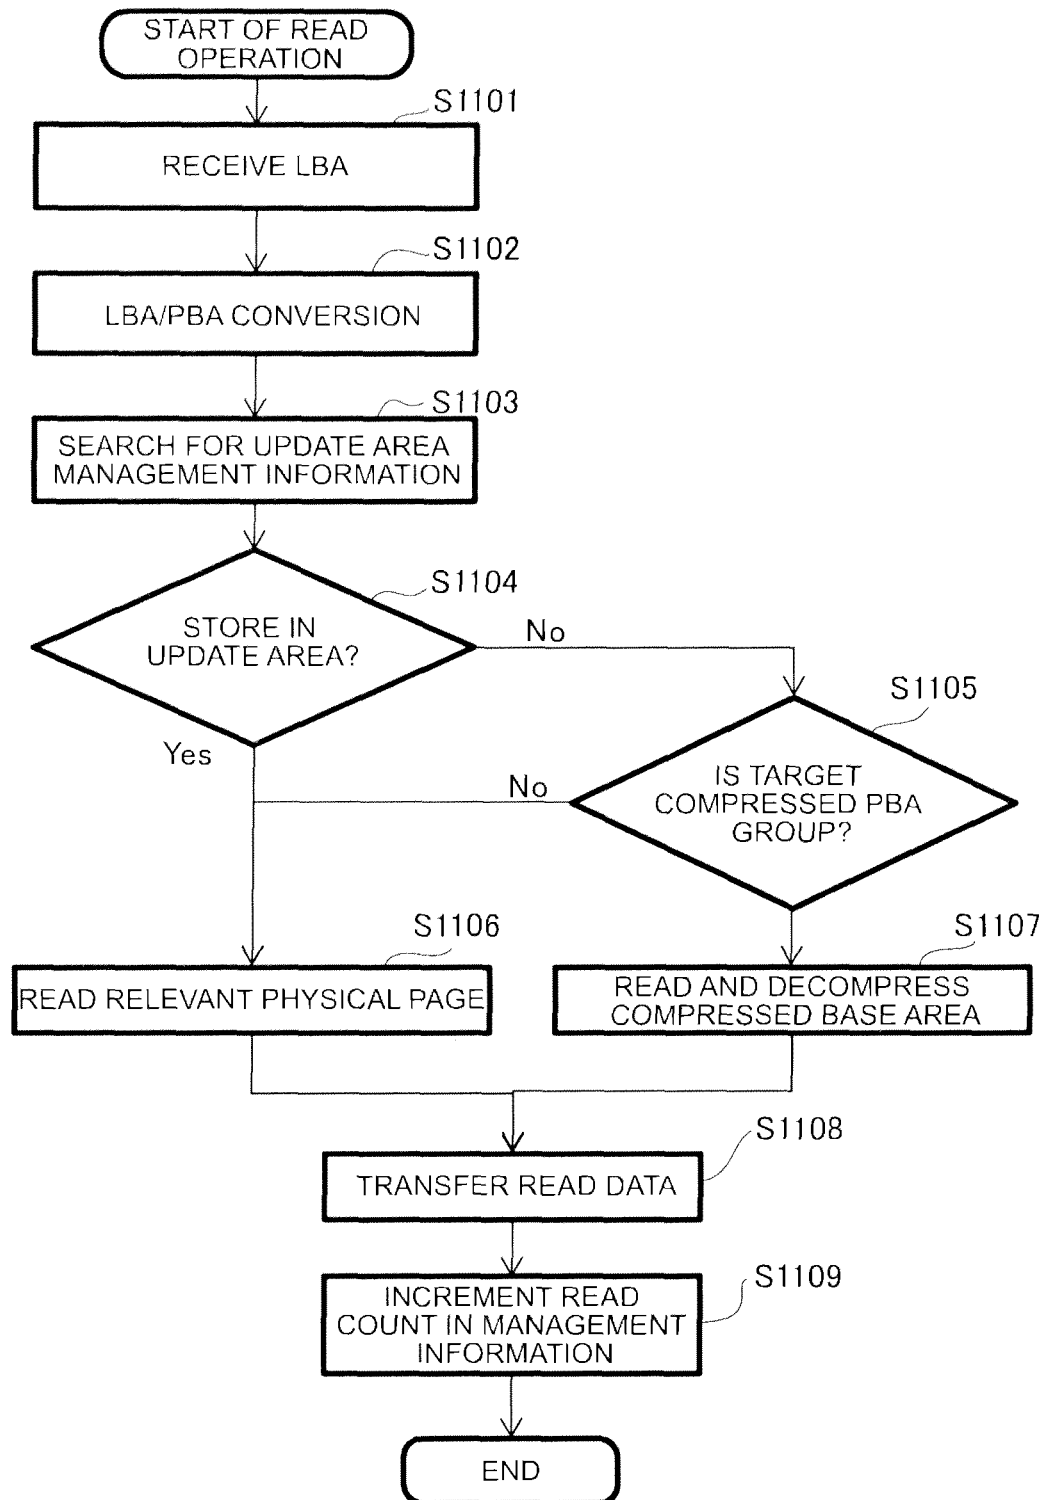 START OF READ
OPERATION
S1101
RECEIVE LBA
S1102
LBA/PBA CONVERSION
S1103
SEARCH FOR UPDATE AREA
MANAGEMENT INFORMATION
S1104
STORE IN
UPDATE AREA?
No
Yes
S1105
IS TARGET
COMPRESSED PBA
GROUP?
No
S1106
READ RELEVANT PHYSICAL PAGE
S1107
READ AND DECOMPRESS
COMPRESSED BASE AREA
S1108
TRANSFER READ DATA
S1109
INCREMENT READ
COUNT IN MANAGEMENT
INFORMATION
END